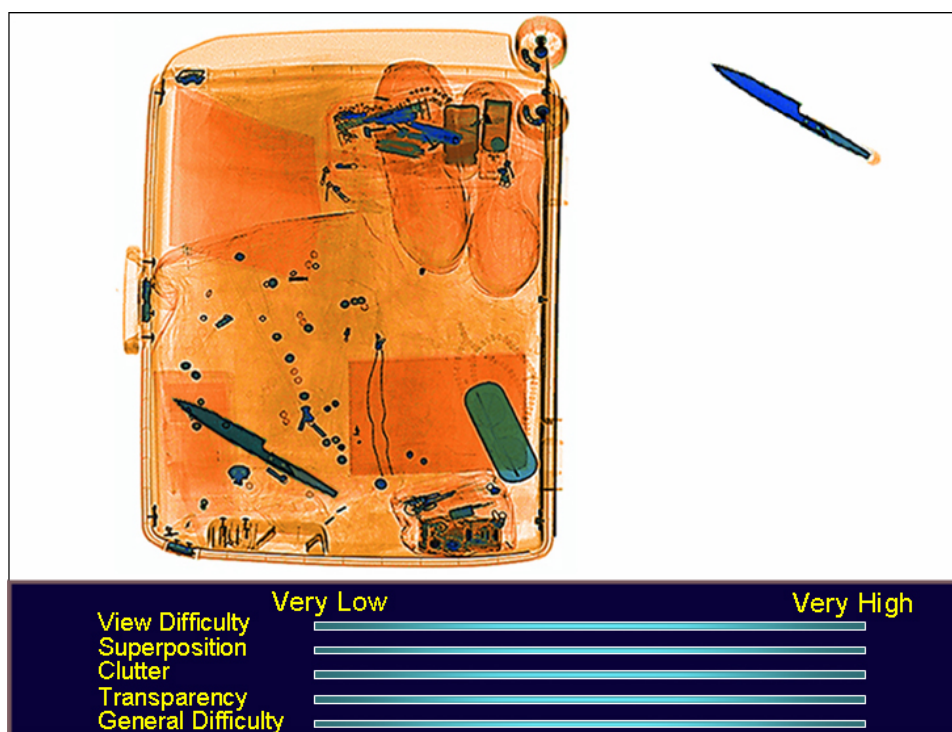 Very Low Very High
View Difficulty
Superposition
Clutter
Transparency
General Difficulty